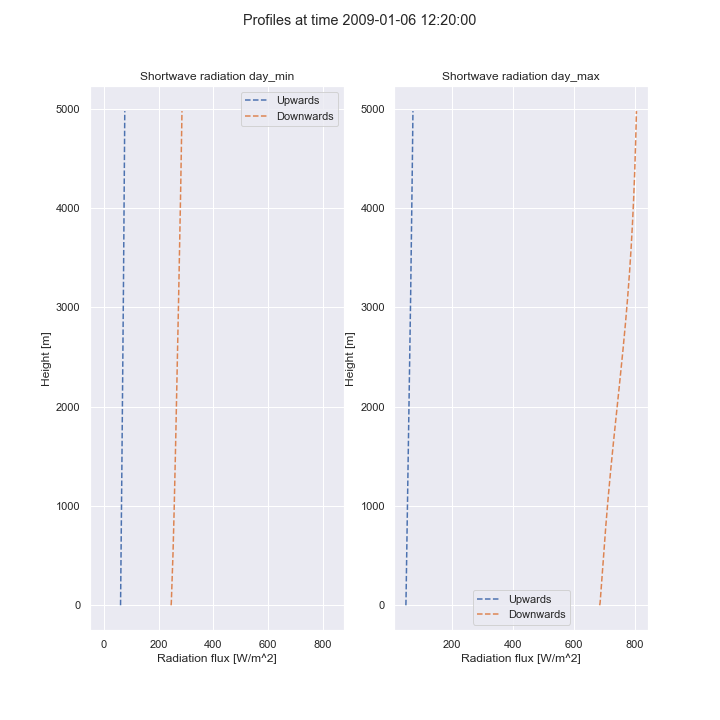 Profiles at time 2009-01-06 12:20:00
Shortwave radiation day_min
Upwards
Downwards
5000
4000
3000
2000
1000
0
Height [m]
0 200 400 600 800
Radiation flux [W/m^2]
Shortwave radiation day_max
5000
4000
3000
2000
1000
0
Height [m]
Upwards
Downwards
200 400 600 800
Radiation flux [W/m^2]